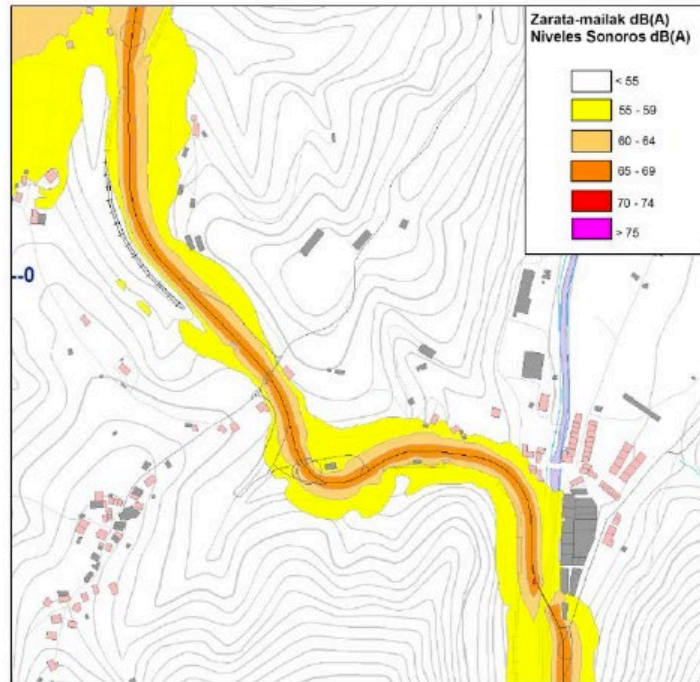 Zarata-mailak dB(A)
Niveles Sonoros dB(A)
< 55
55 - 59
60 - 64
65 - 69
70 - 74
> 75
--0